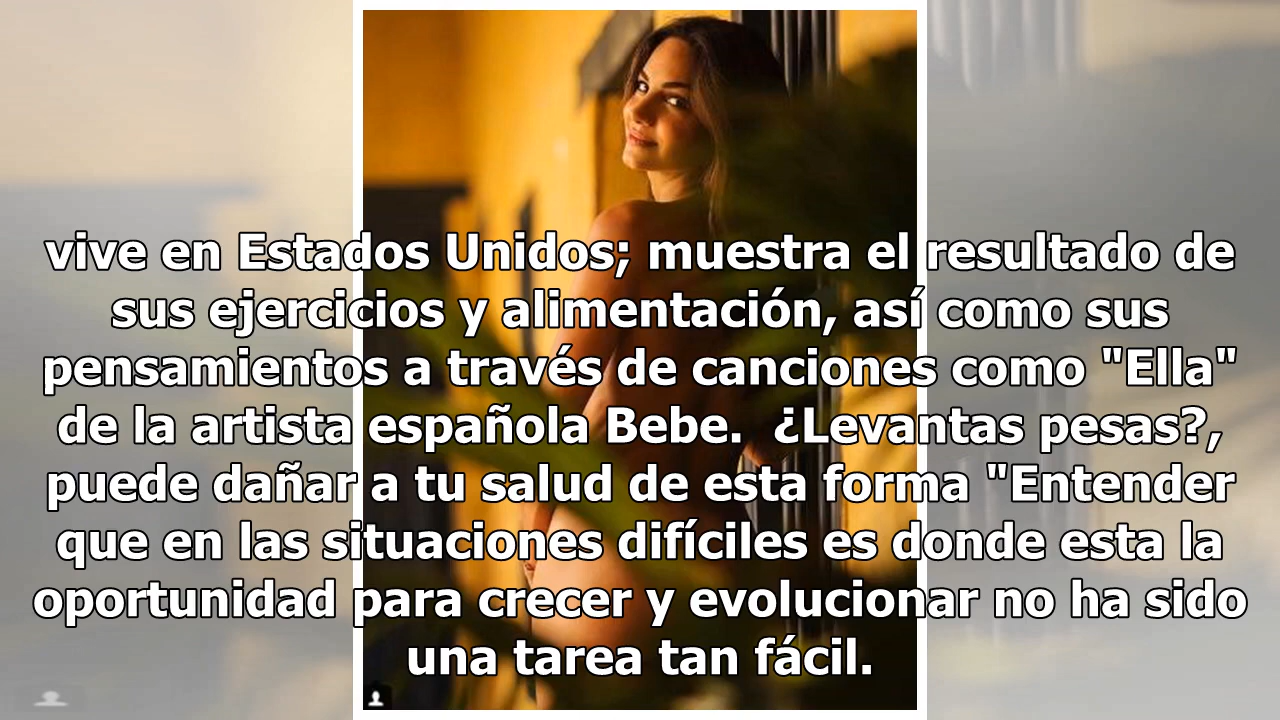 vive en Estados Unidos; muestra el resultado de
sus ejercicios y alimentación, así como sus
pensamientos a través de canciones como "Ella"
de la artista española Bebe.  ¿Levantas pesas?,
puede dañar a tu salud de esta forma "Entender
que en las situaciones difíciles es donde esta la
oportunidad para crecer y evolucionar no ha sido
una tarea tan fácil.